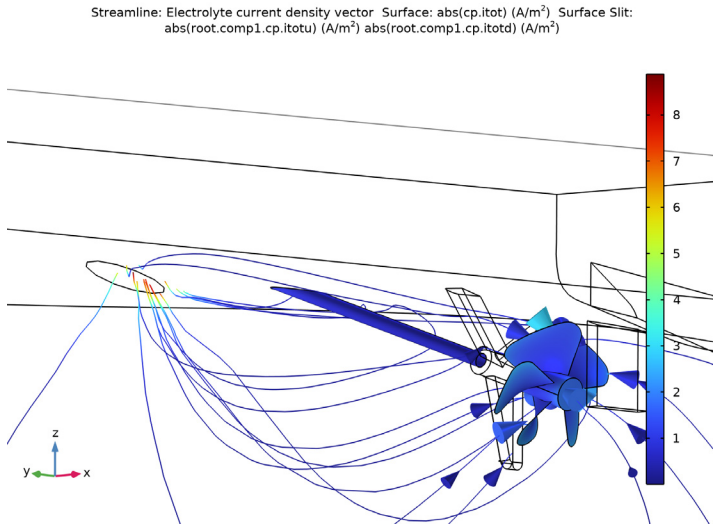 Streamline: Electrolyte current density vector  Surface: abs(cp.itot) (A/m²)  Surface Slit:
abs(root.comp1.cp.itotu) (A/m²) abs(root.comp1.cp.itotd) (A/m²)
8
7
6
5
4
3
2
1
z
y
x